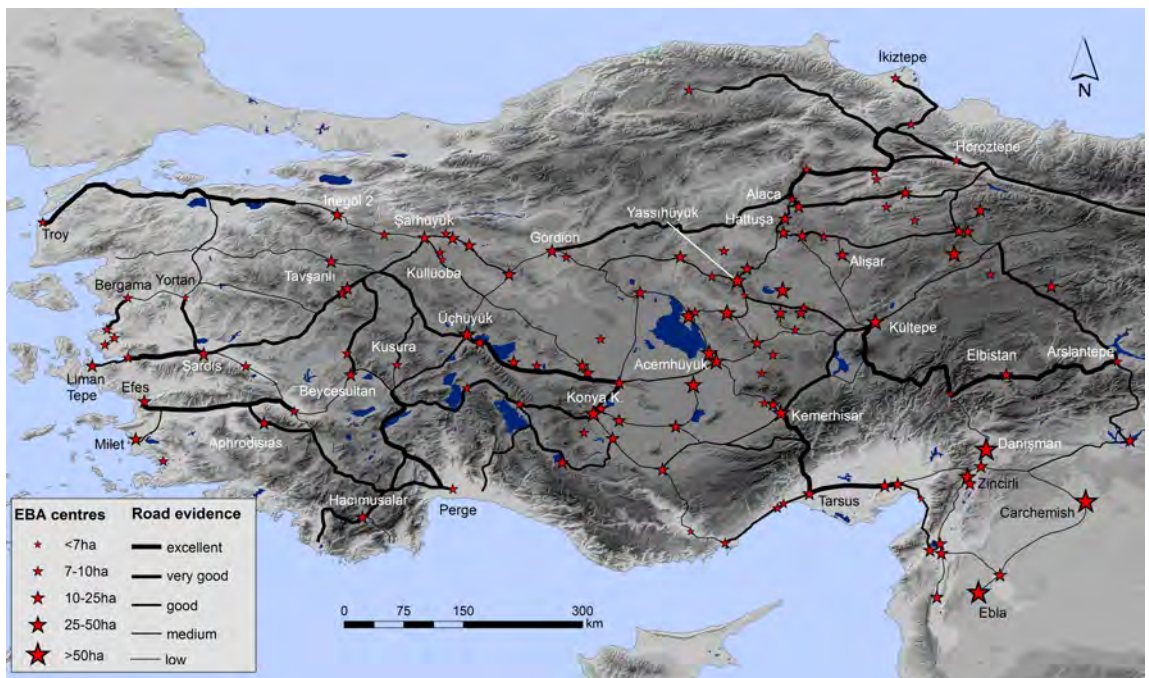 İkiztepe
N
Horoztepe
İnegöl 2
Alaca
Troy
Şarhüyük
Yassıhüyük
Hattuşa
Gordion
Küllüoba
Alışar
Tavşanlı
Bergama
Yortan
Üçhüyük
Kültepe
Kusura
Acemhüyük
Elbistan
Arslantepe
Liman
Tepe
Sardis
Efes
Beycesultan
Konya K.
Kemerhisar
Milet
Aphrodisias
Danışman
Zincirli
Hacımusalar
Perge
Tarsus
Carchemish
Ebla
EBA centres
Road evidence
<7ha
excellent
7-10ha
very good
10-25ha
good
25-50ha
medium
>50ha
low
0 75 150 300
km